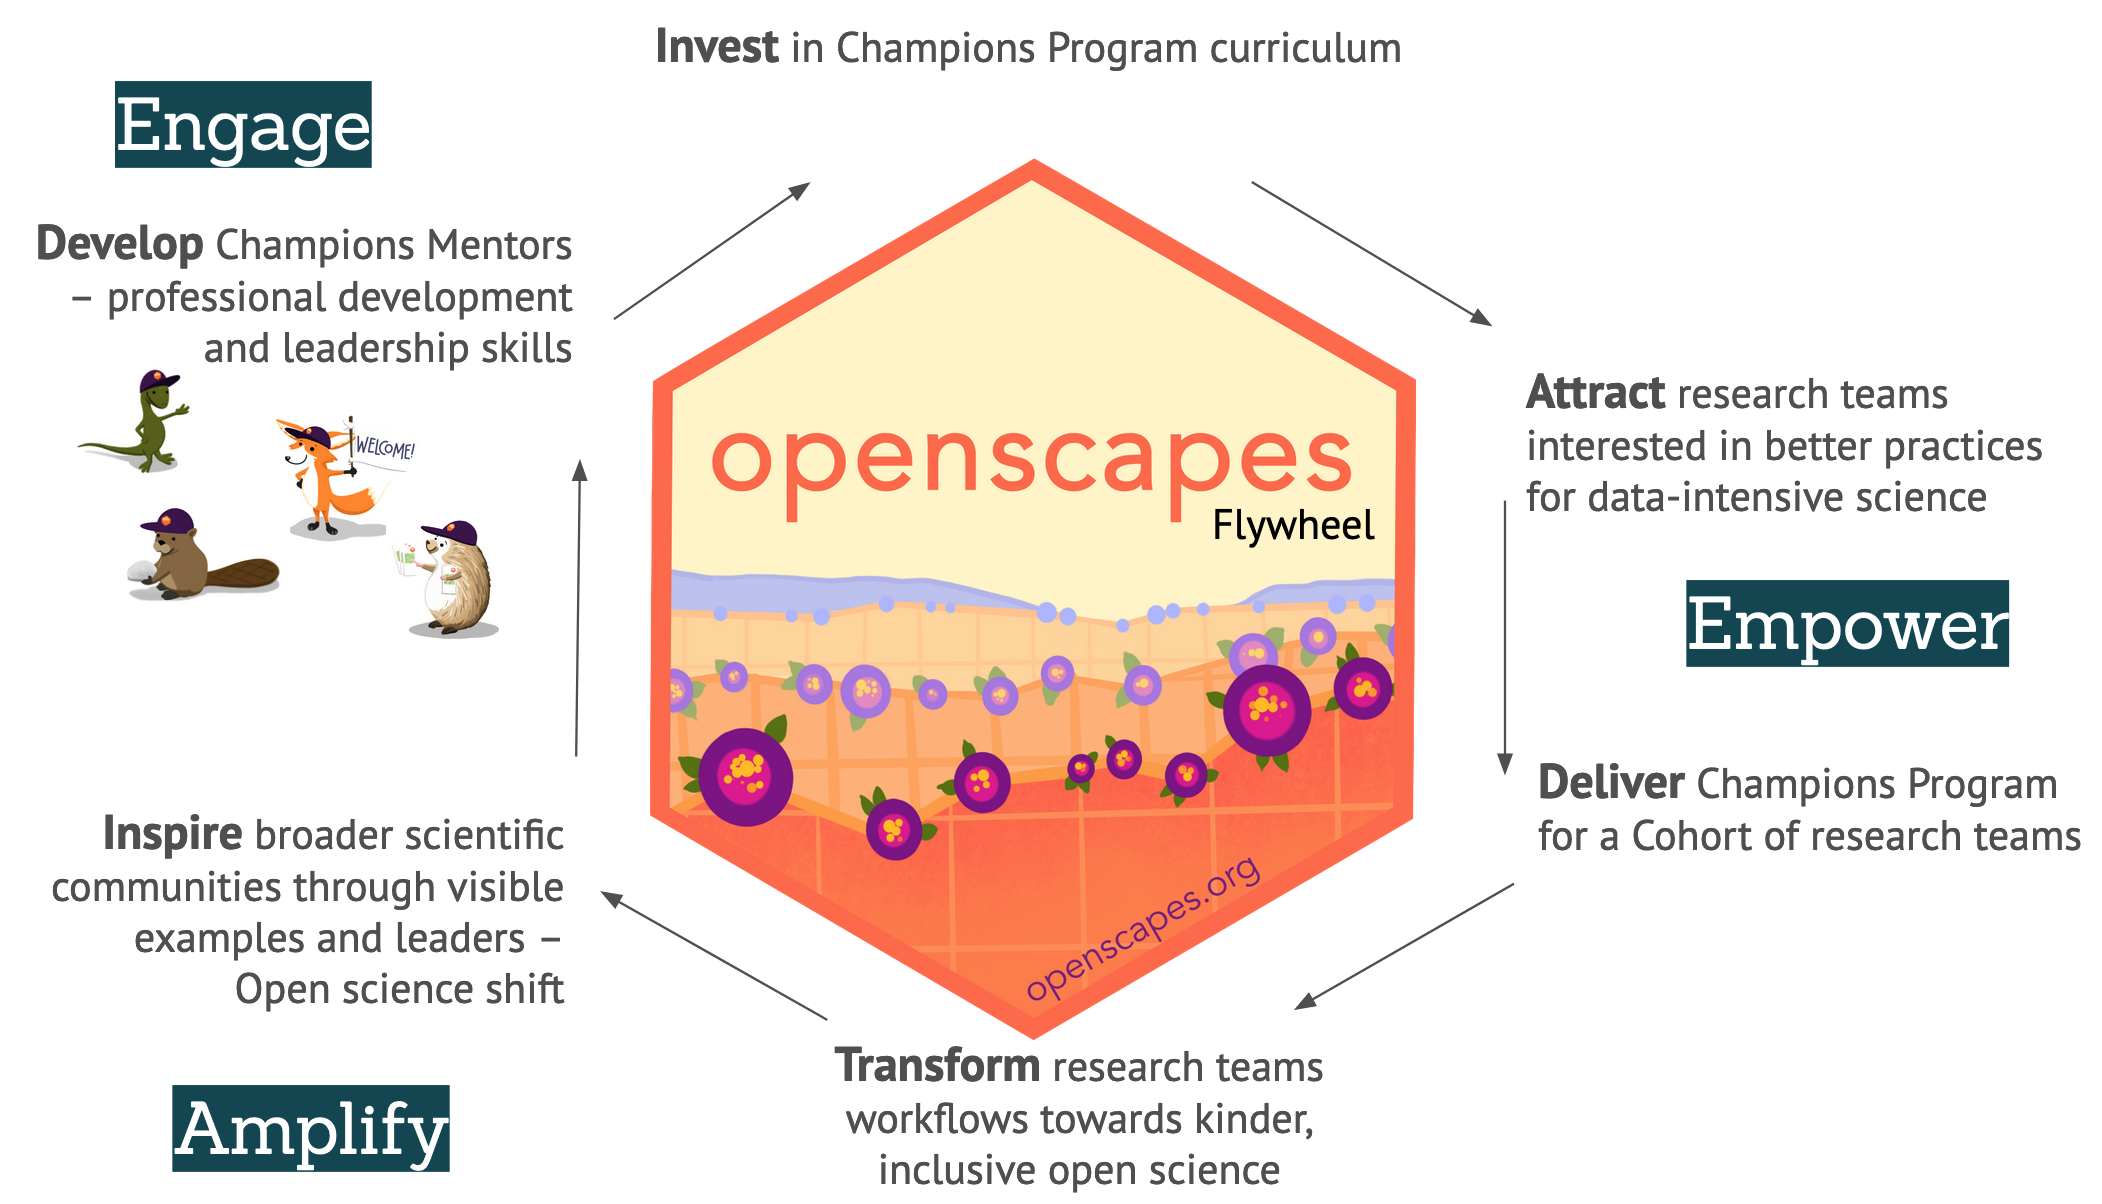 Invest in Champions Program curriculum
Engage
Develop Champions Mentors
– professional development
and leadership skills
WELCOME!
openscapes
Flywheel
Attract research teams
interested in better practices
for data-intensive science
Empower
Deliver Champions Program
for a Cohort of research teams
Inspire broader scientific
communities through visible
examples and leaders –
Open science shift
openscapes.org
Transform research teams
workflows towards kinder,
inclusive open science
Amplify